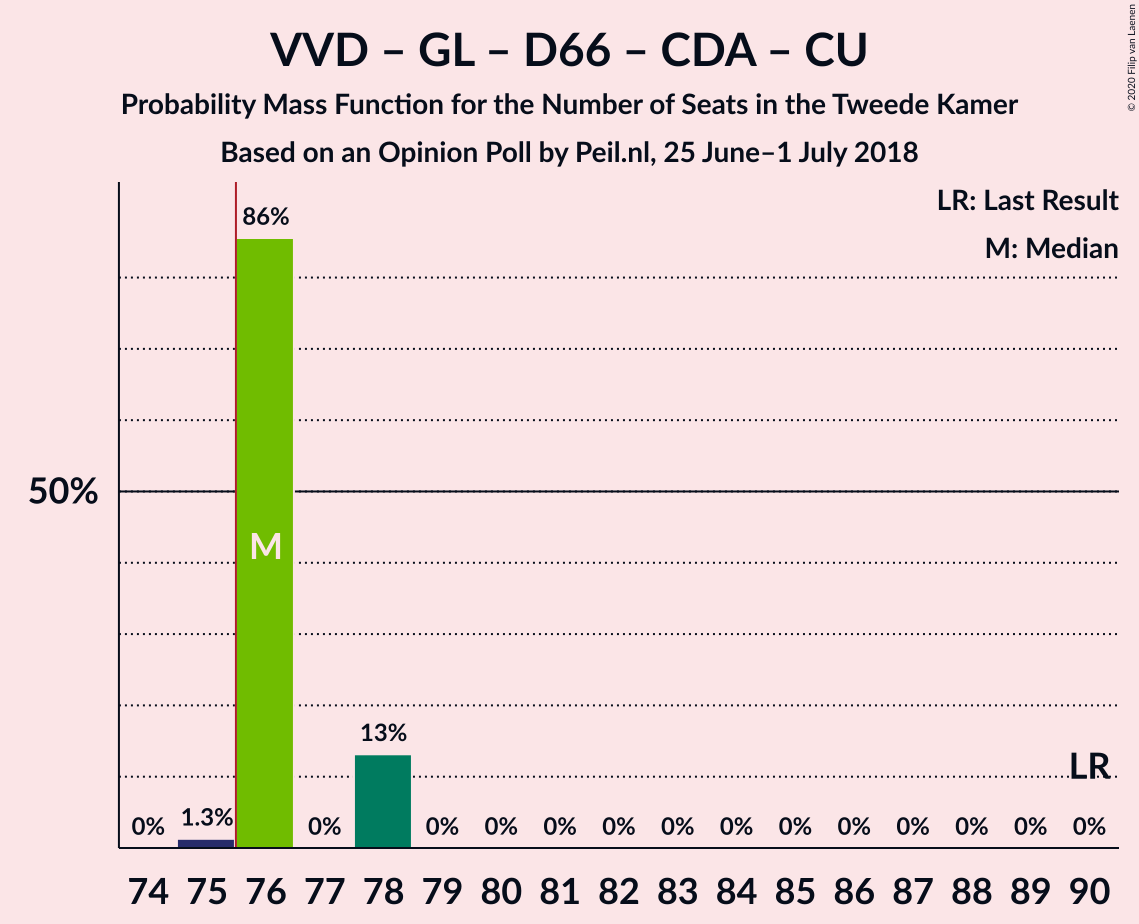 VVD – GL – D66 – CDA – CU
Probability Mass Function for the Number of Seats in the Tweede Kamer
Based on an Opinion Poll by Peil.nl, 25 June–1 July 2018
© 2020 Filip van Laenen
LR: Last Result
M: Median
86%
50%
M
13%
LR
0% 1.3% 0% 0% 0% 0% 0% 0% 0% 0% 0% 0% 0% 0% 0%
74 75 76 77 78 79 80 81 82 83 84 85 86 87 88 89 90